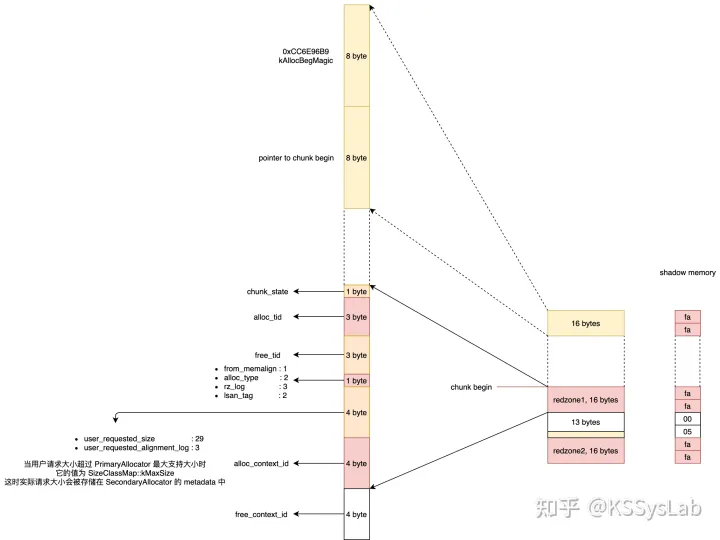 0xCC6E96B9
kAllocBegMagic
8 byte
pointer to chunk begin
8 byte
shadow memory
chunk_state
1 byte
alloc_tid
3 byte
16 bytes
fa
fa
free_tid
3 byte
from_memalign : 1
alloc_type : 2
rz_log : 3
lsan_tag : 2
1 byte
chunk begin
redzone1, 16 bytes
fa
fa
4 byte
13 bytes
00
05
user_requested_size : 29
user_requested_alignment_log : 3
当用户请求大小超过 PrimaryAllocator 最大支持大小时
它的值为 SizeClassMap::kMaxSize
这时实际请求大小会被存储在 SecondaryAllocator 的 metadata 中
redzone2, 16 bytes
fa
fa
alloc_context_id
4 byte
free_context_id
4 byte
知乎 @KSSysLab